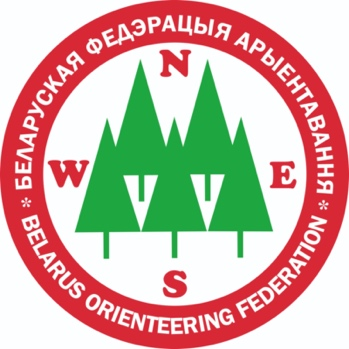 БЕЛАРУСКАЯ ФЕДЭРАЦЫЯ АРЫЕНТАВАННЯ
N
W E
S
* BELARUS ORIENTEERING FEDERATION *